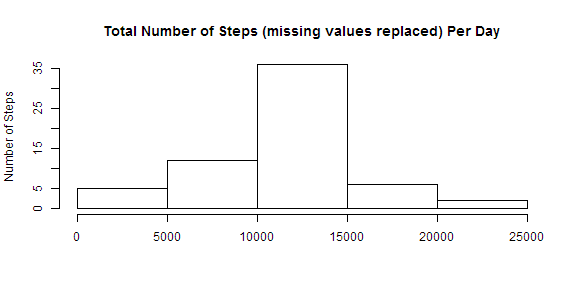 Total Number of Steps (missing values replaced) Per Day
Number of Steps
35
25
15
5
0
0 5000 10000 15000 20000 25000